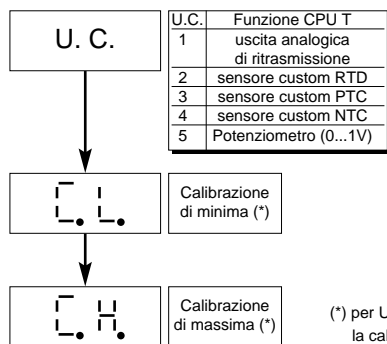 U. C.
U.C. Funzione CPU T
1 uscita analogica
di ritrasmissione
2 sensore custom RTD
3 sensore custom PTC
4 sensore custom NTC
5 Potenziometro (0...1V)
C.L.
Calibrazione
di minima (*)
C.H.
Calibrazione
di massima (*)
(*) per U
la cal